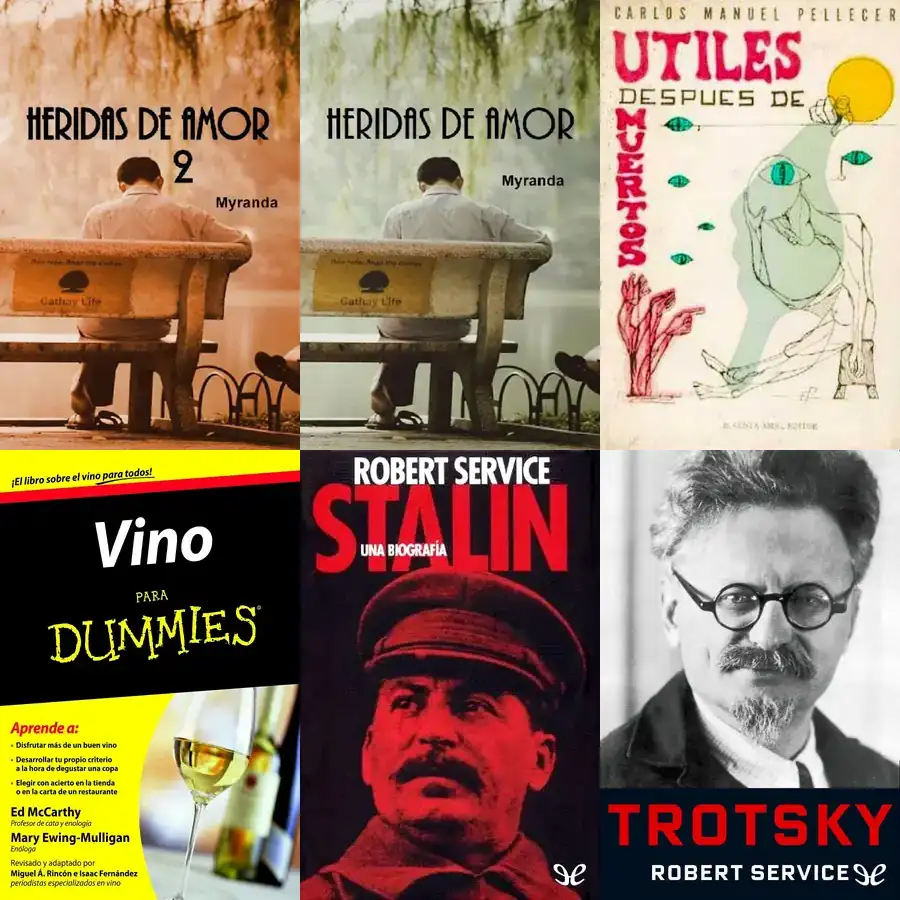 HERIDAS DE AMOR
2
Myranda
Cathay Life
HERIDAS DE AMOR
Myranda
Cathay Life
CARLOS MANUEL PELLECER
UTILES
DESPUES DE
MUERTOS
¡El libro sobre el vino para todos!
Vino
PARA
DUMMIES
Aprende a:
• Disfrutar más de un buen vino
• Desarrollar tu propio criterio
a la hora de degustar una copa
• Elegir con acierto en la tienda
o en la carta de un restaurante
Ed McCarthy
Profesor de cata y enología
Mary Ewing-Mulligan
Enóloga
Revisado y adaptado por
Miguel Á. Rincón e Isaac Fernández
periodistas especializados en vino
ROBERT SERVICE
STALIN
UNA BIOGRAFÍA
TROTSKY
ROBERT SERVICE